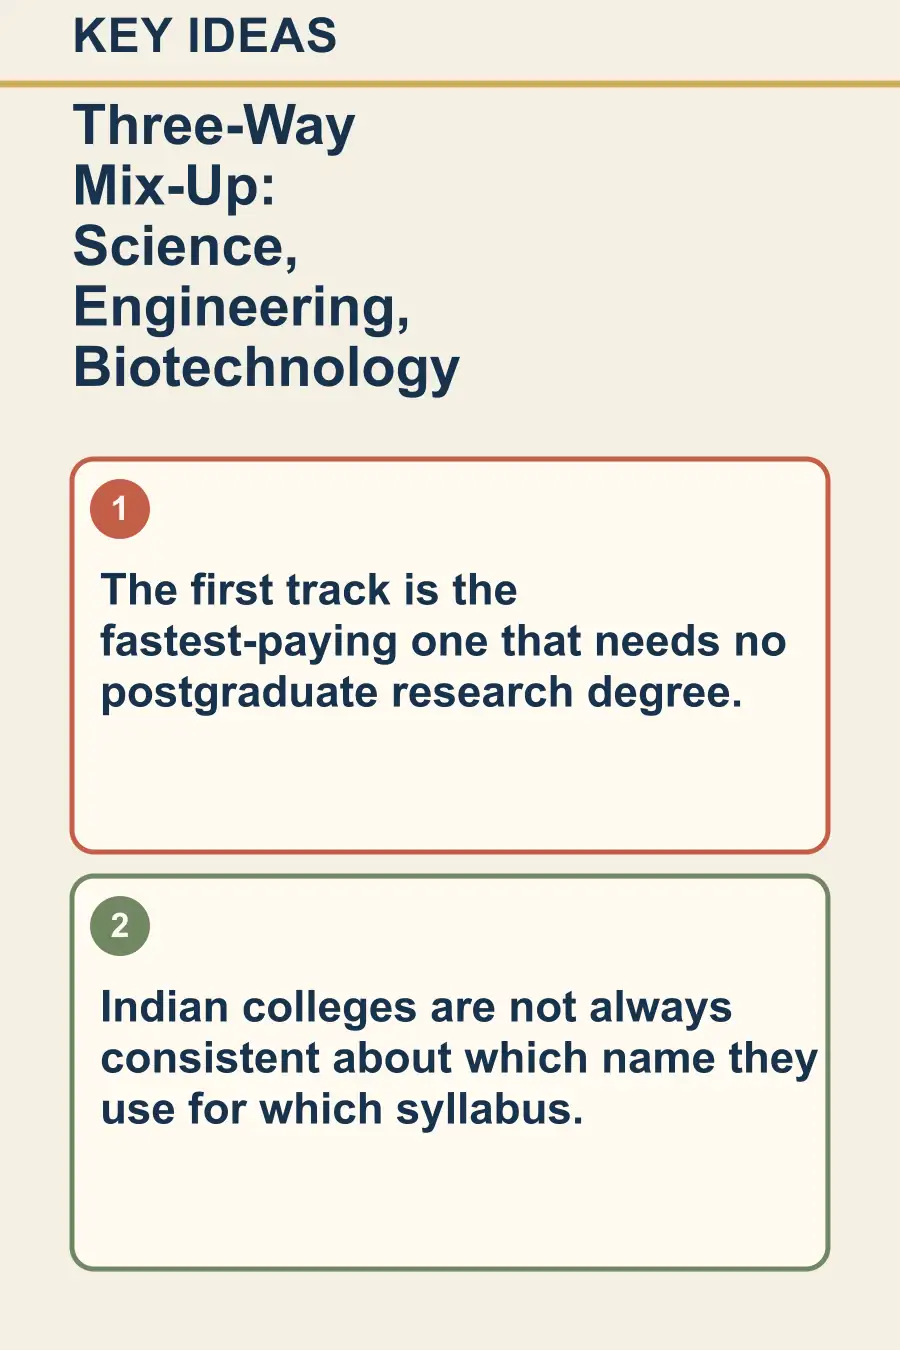 KEY IDEAS
Three-Way
Mix-Up:
Science,
Engineering,
Biotechnology
1
The first track is the
fastest-paying one that needs no
postgraduate research degree.
2
Indian colleges are not always
consistent about which name they
use for which syllabus.